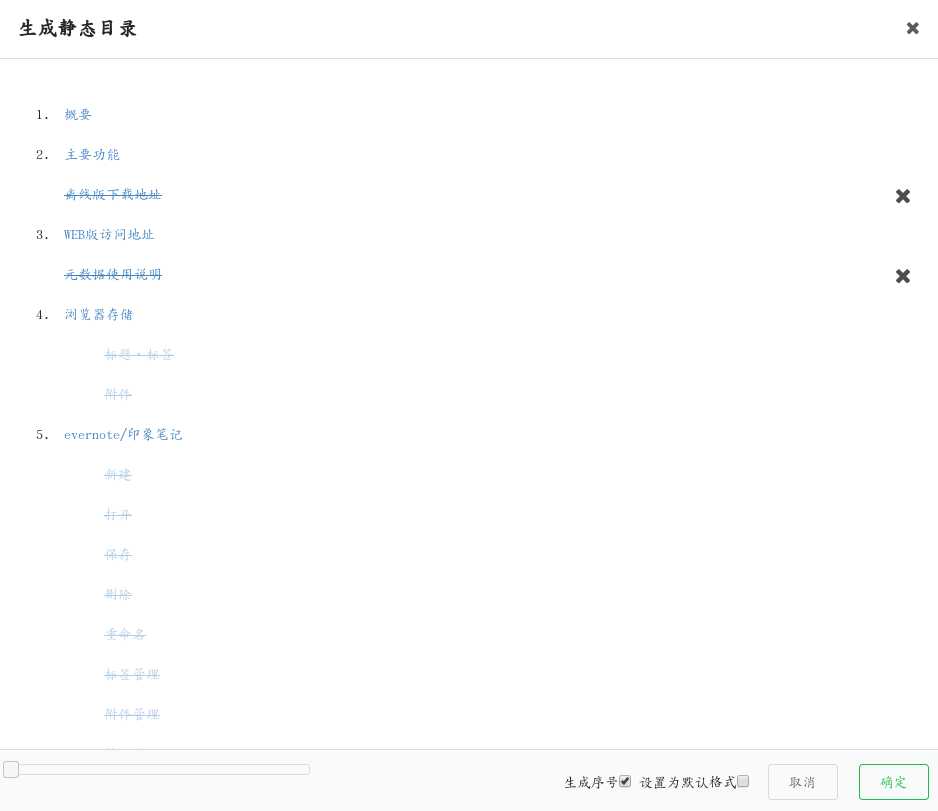 生成静态目录
1. 概要
2. 主要功能
离线版下载地址
3. WEB版访问地址
元数据使用说明
4. 浏览器存储
标题、标签
附件
5. evernote/印象笔记
新建
打开
保存
删除
重命名
标签管理
附件管理
生成序号 设置为默认格式 取消 确定